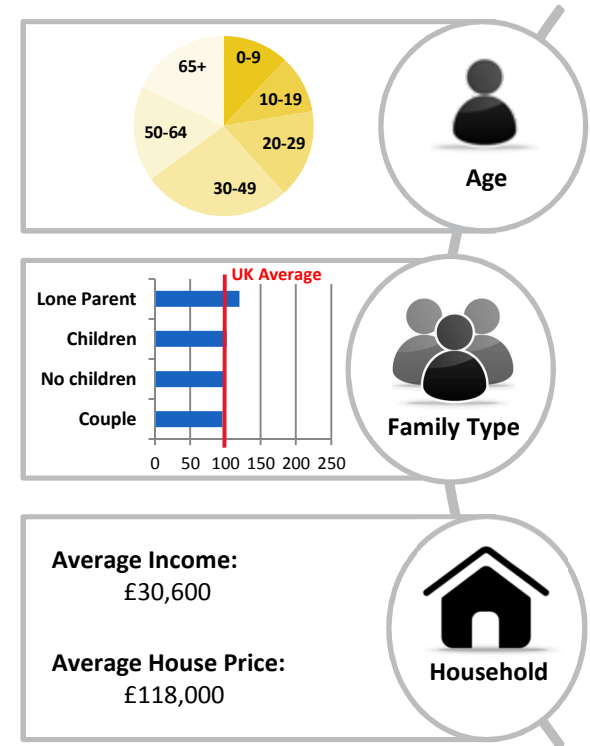 65+
0-9
10-19
50-64
20-29
30-49
Age
UK Average
Lone Parent
Children
No children
Couple
0 50 100 150 200 250
Family Type
Average Income:
£30,600
Average House Price:
£118,000
Household